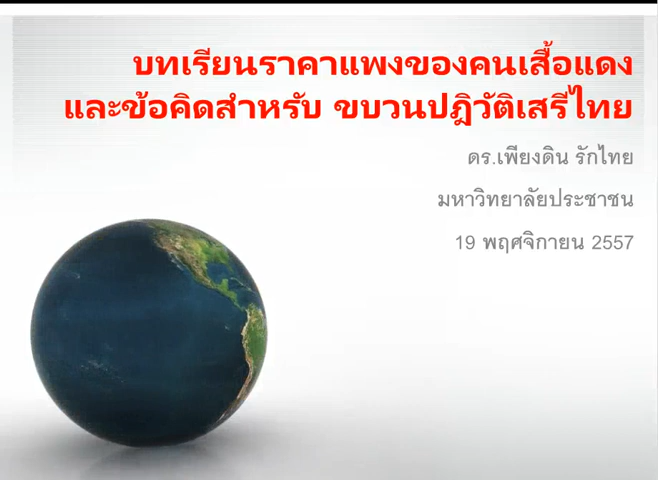 บทเรียนราคาแพงของคนเสื้อแดง
และข้อคิดสำหรับ ขบวนปฎิวัติเสรีไทย
ดร.เพียงดิน รักไทย
มหาวิทยาลัยประชาชน
19 พฤศจิกายน 2557